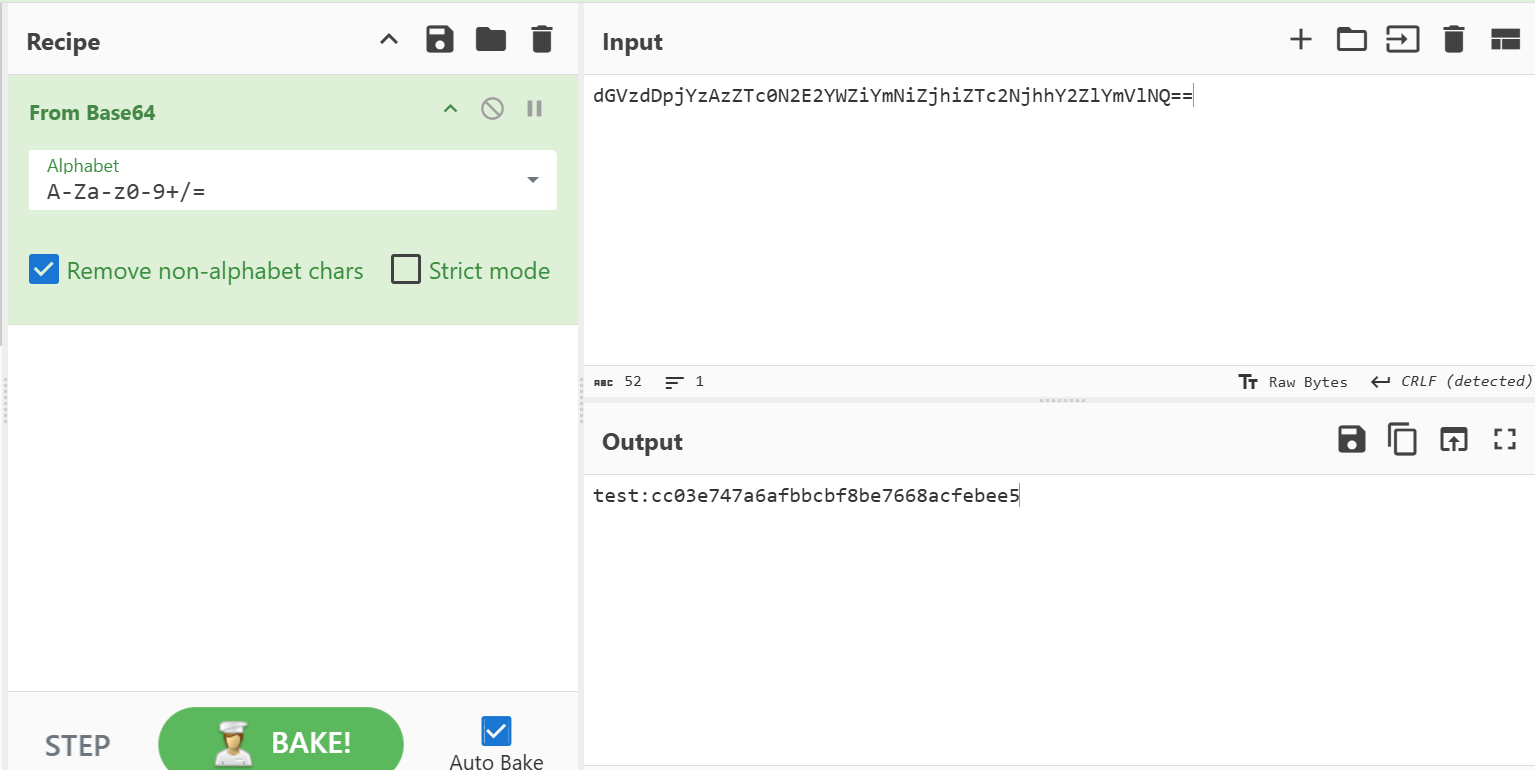 Recipe
From Base64
Alphabet
A-Za-z0-9+/=
Remove non-alphabet chars
Strict mode
STEP
BAKE!
Auto Bake
Input
dGVzdDpjYzAzZTc0N2E2YWZiYmNiZjhiZTc2NjhhY2ZlYmVlNQ==
ABC 52 1
Tт Raw Bytes CRLF (detected)
Output
test:cc03e747a6afbbcbf8be7668acfebee5